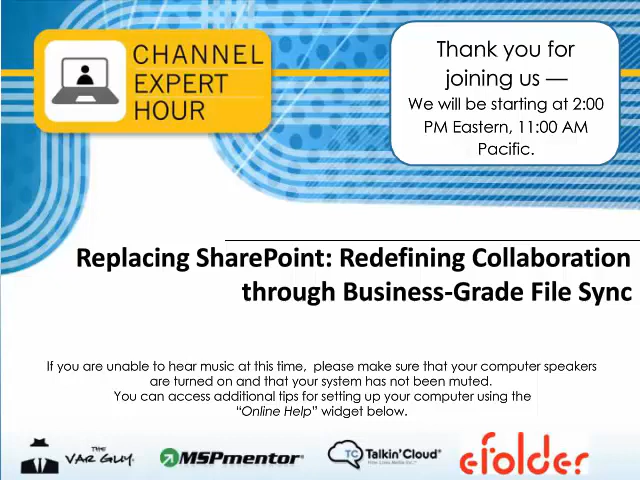 CHANNEL
EXPERT
HOUR
Thank you for
joining us —
We will be starting at 2:00
PM Eastern, 11:00 AM
Pacific.
Replacing SharePoint: Redefining Collaboration
through Business-Grade File Sync
If you are unable to hear music at this time,  please make sure that your computer speakers
are turned on and that your system has not been muted.
You can access additional tips for setting up your computer using the
“Online Help” widget below.
THE
VAR GUY.
MSPmentor
TC Talkin'Cloud
efolder